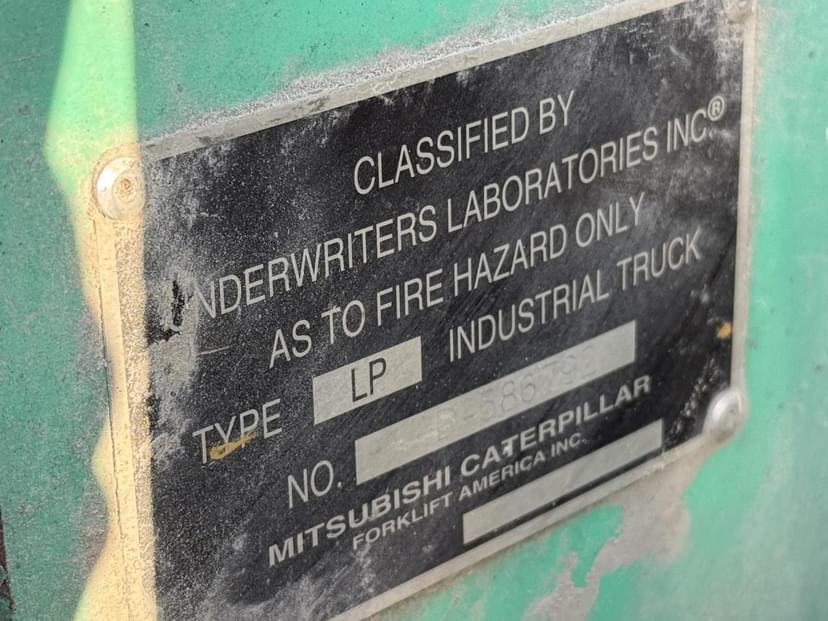 CLASSIFIED BY
UNDERWRITERS LABORATORIES INC.®
AS TO FIRE HAZARD ONLY
TYPE LP INDUSTRIAL TRUCK
NO.
MITSUBISHI CATERPILLAR
FORKLIFT AMERICA INC.